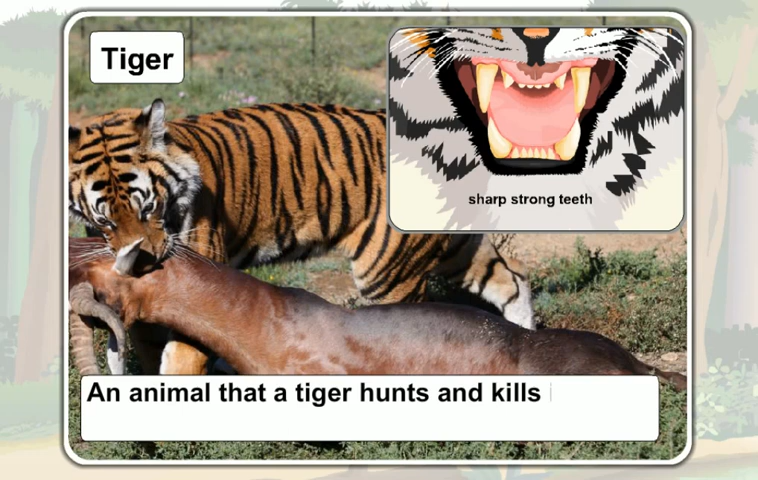 Tiger
sharp strong teeth
An animal that a tiger hunts and kills